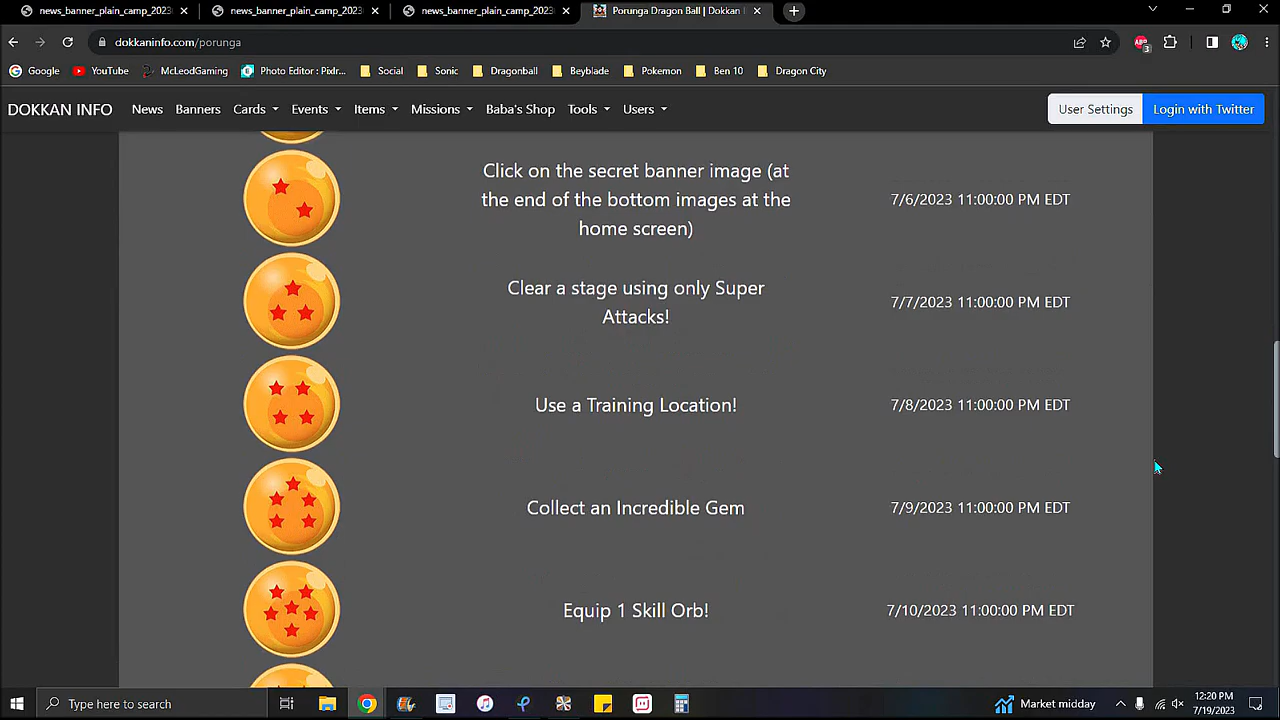 news_banner_plain_camp_2023
news_banner_plain_camp_2023
news_banner_plain_camp_2023
Porunga Dragon Ball | Dokkan
dokkaninfo.com/porunga
3
Google
YouTube
McLeodGaming
Photo Editor : Pixlr...
Social
Sonic
Dragonball
Beyblade
Pokemon
Ben 10
Dragon City
DOKKAN INFO
News
Banners
Cards
Events
Items
Missions
Baba's Shop
Tools
Users
User Settings
Login with Twitter
Click on the secret banner image (at
the end of the bottom images at the
home screen)
7/6/2023 11:00:00 PM EDT
Clear a stage using only Super
Attacks!
7/7/2023 11:00:00 PM EDT
Use a Training Location!
7/8/2023 11:00:00 PM EDT
Collect an Incredible Gem
7/9/2023 11:00:00 PM EDT
Equip 1 Skill Orb!
7/10/2023 11:00:00 PM EDT
Type here to search
Market midday
12:20 PM
7/19/2023